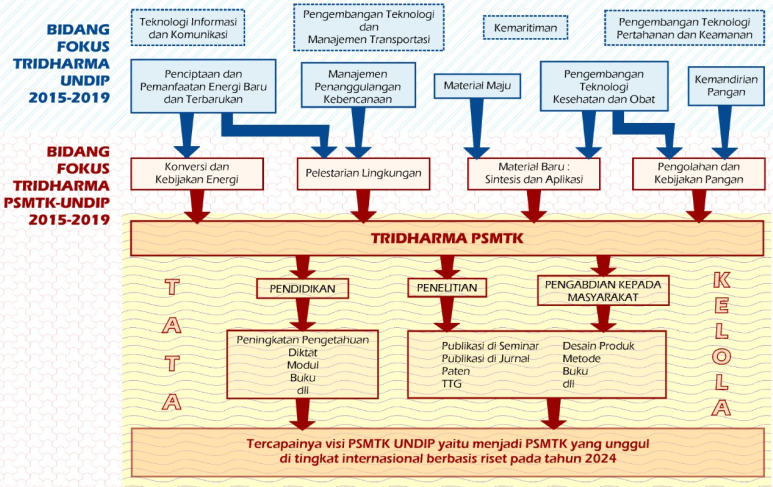 BIDANG
FOKUS
TRIDHARMA
UNDIP
2015-2019
Teknologi Informasi
dan Komunikasi
Pengembangan Teknologi
dan
Manajemen Transportasi
Kemaritiman
Pengembangan Teknologi
Pertahanan dan Keamanan
Penciptaan dan
Pemanfaatan Energi Baru
dan Terbarukan
Manajemen
Penanggulangan
Kebencanaan
Material Maju
Pengembangan
Teknologi
Kesehatan dan Obat
Kemandirian
Pangan
BIDANG
FOKUS
TRIDHARMA
PSMTK-UNDIP
2015-2019
Konversi dan
Kebijakan Energi
Pelestarian Lingkungan
Material Baru :
Sintesis dan Aplikasi
Pengolahan dan
Kebijakan Pangan
TRIDHARMA PSMTK
TATA
PENDIDIKAN
PENELITIAN
PENGABDIAN KEPADA
MASYARAKAT
KELOLA
Peningkatan Pengetahuan
Diktat
Modul
Buku
dll
Publikasi di Seminar
Publikasi di Jurnal
Paten
TTG
Desain Produk
Metode
Buku
dll
Tercapainya visi PSMTK UNDIP yaitu menjadi PSMTK yang unggul
di tingkat internasional berbasis riset pada tahun 2024